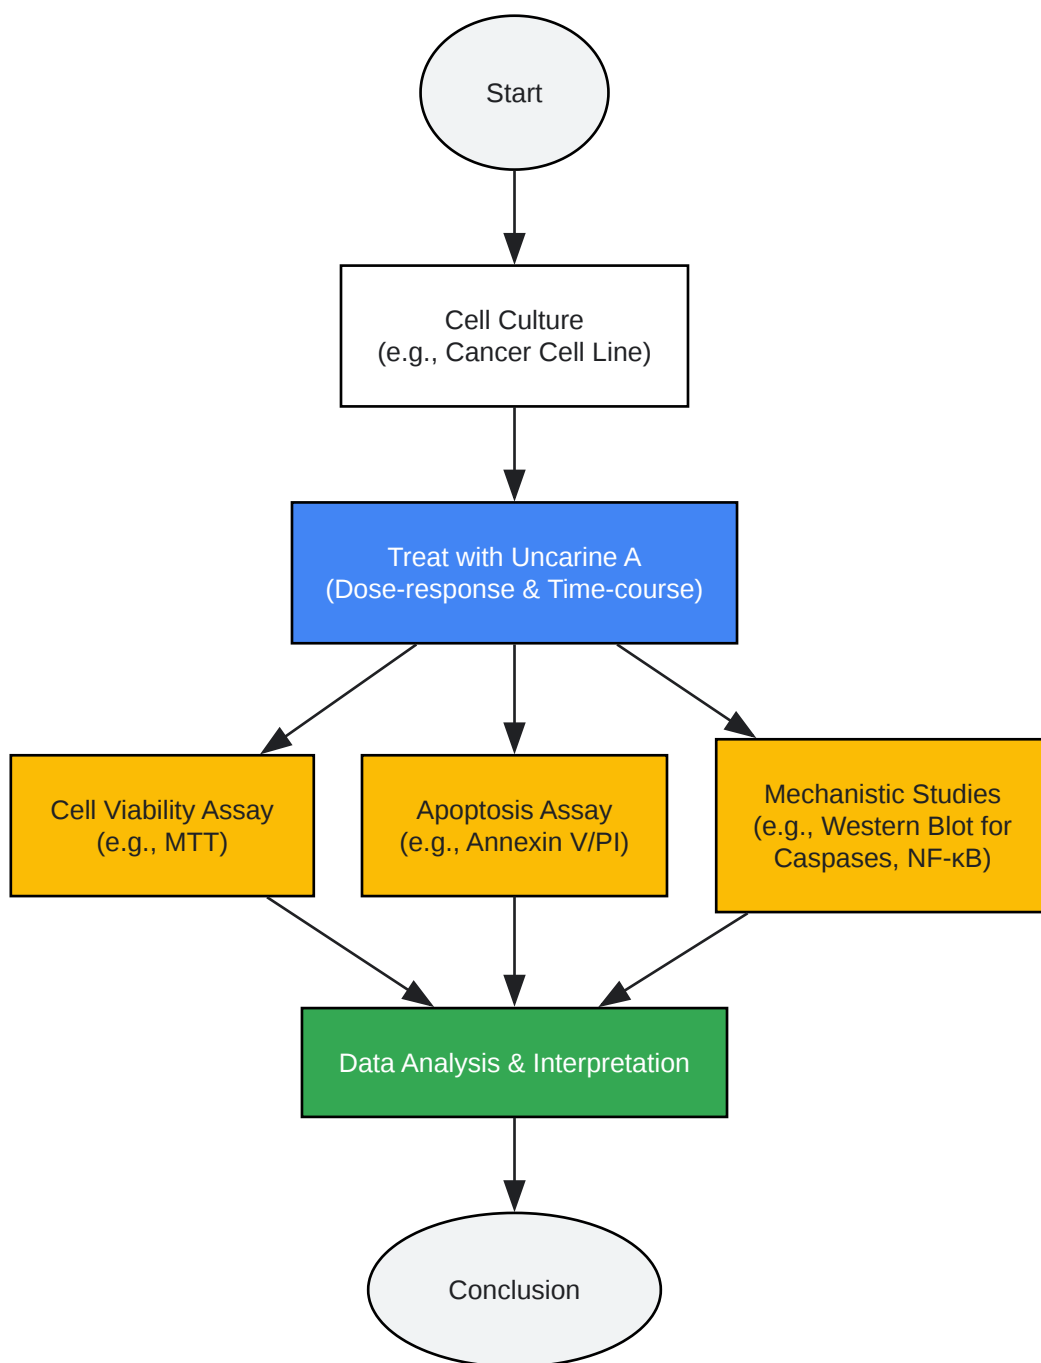 Start
Cell Culture
(e.g., Cancer Cell Line)
Treat with Uncarine A
(Dose-response & Time-course)
Cell Viability Assay
(e.g., MTT)
Apoptosis Assay
(e.g., Annexin V/PI)
Mechanistic Studies
(e.g., Western Blot for
Caspases, NF-κB)
Data Analysis & Interpretation
Conclusion